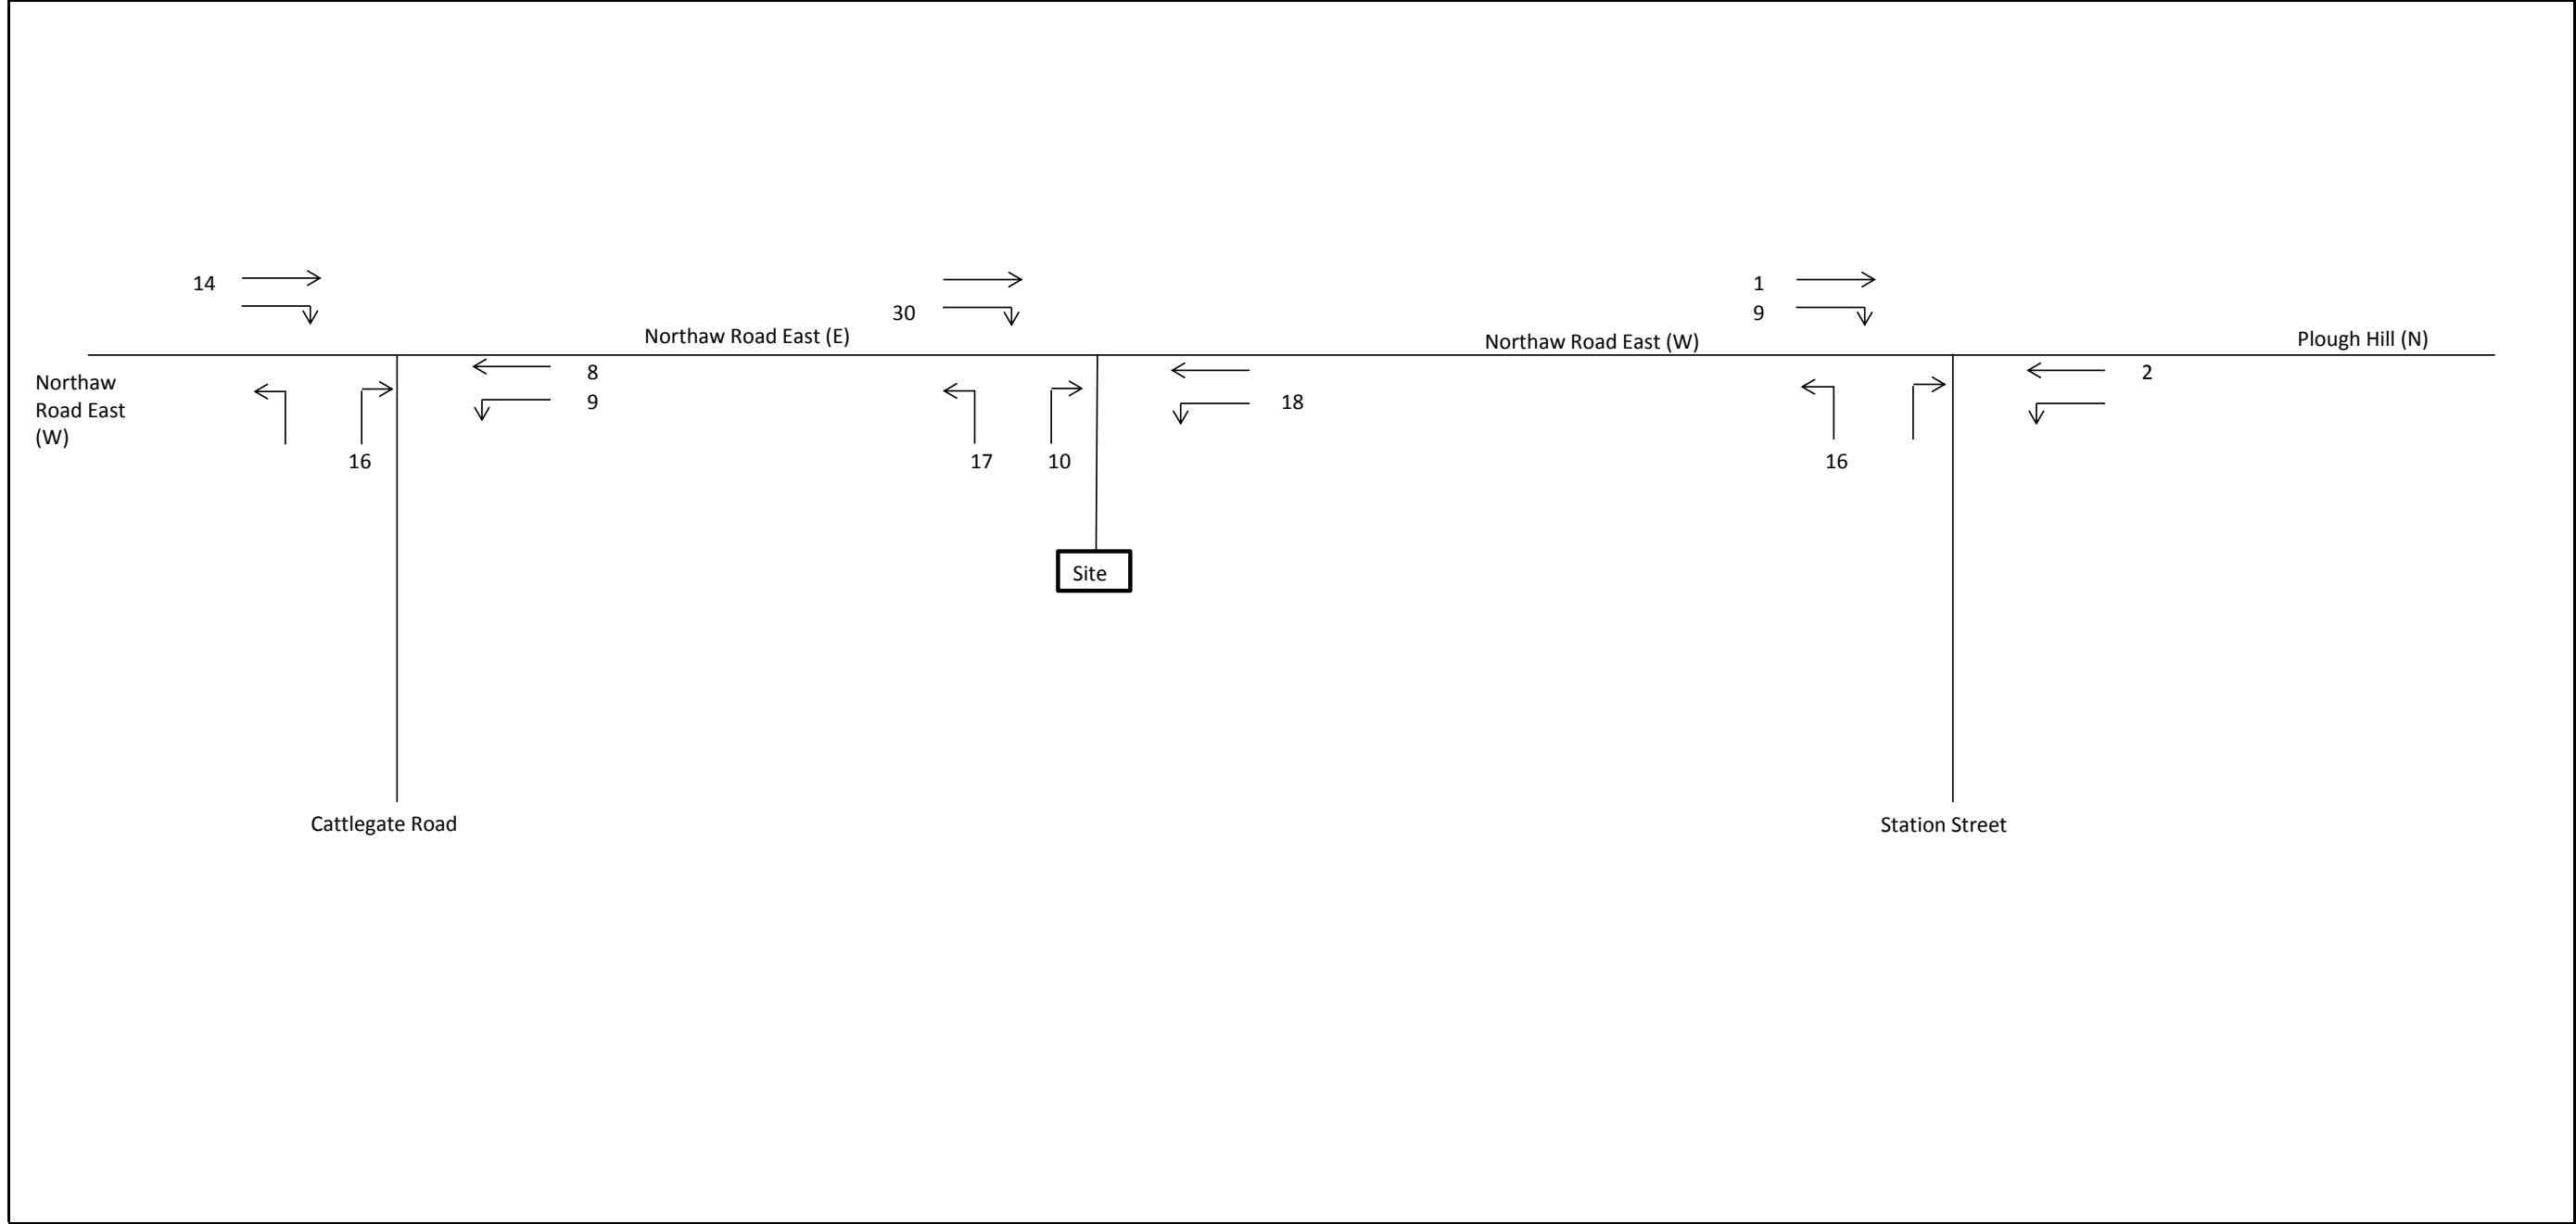 14
30
1
9
Northaw Road East (E)
Northaw Road East (W)
Plough Hill (N)
Northaw
Road East
(W)
8
9
18
2
16
17
10
16
Site
Cattlegate Road
Station Street